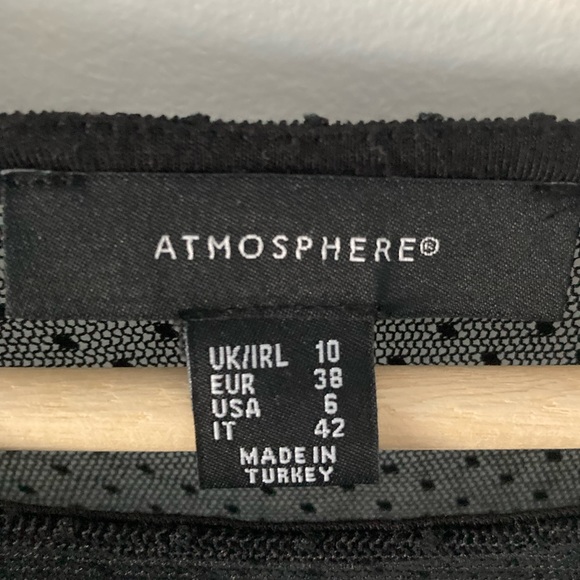 ATMOSPHERE®
UK/IRL 10
EUR 38
USA 6
IT 42
MADE IN
TURKEY